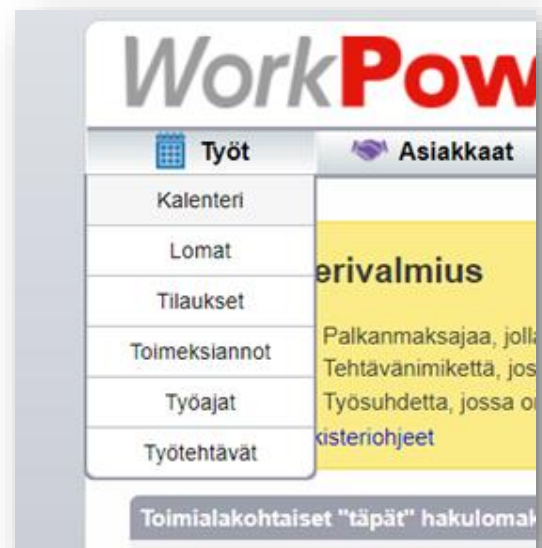 WorkPow
Työt Asiakkaat
Kalenteri
Lomat
Tilaukset
Toimeksiannot
Työajat
Työtehtävät
erivalmius
Palkanmaksajaa, jolla
Tehtävänimikettä, jos
Työsuhdetta, jossa o
kisteriohjeet
Toimialakohtaiset "täpät" hakulomak